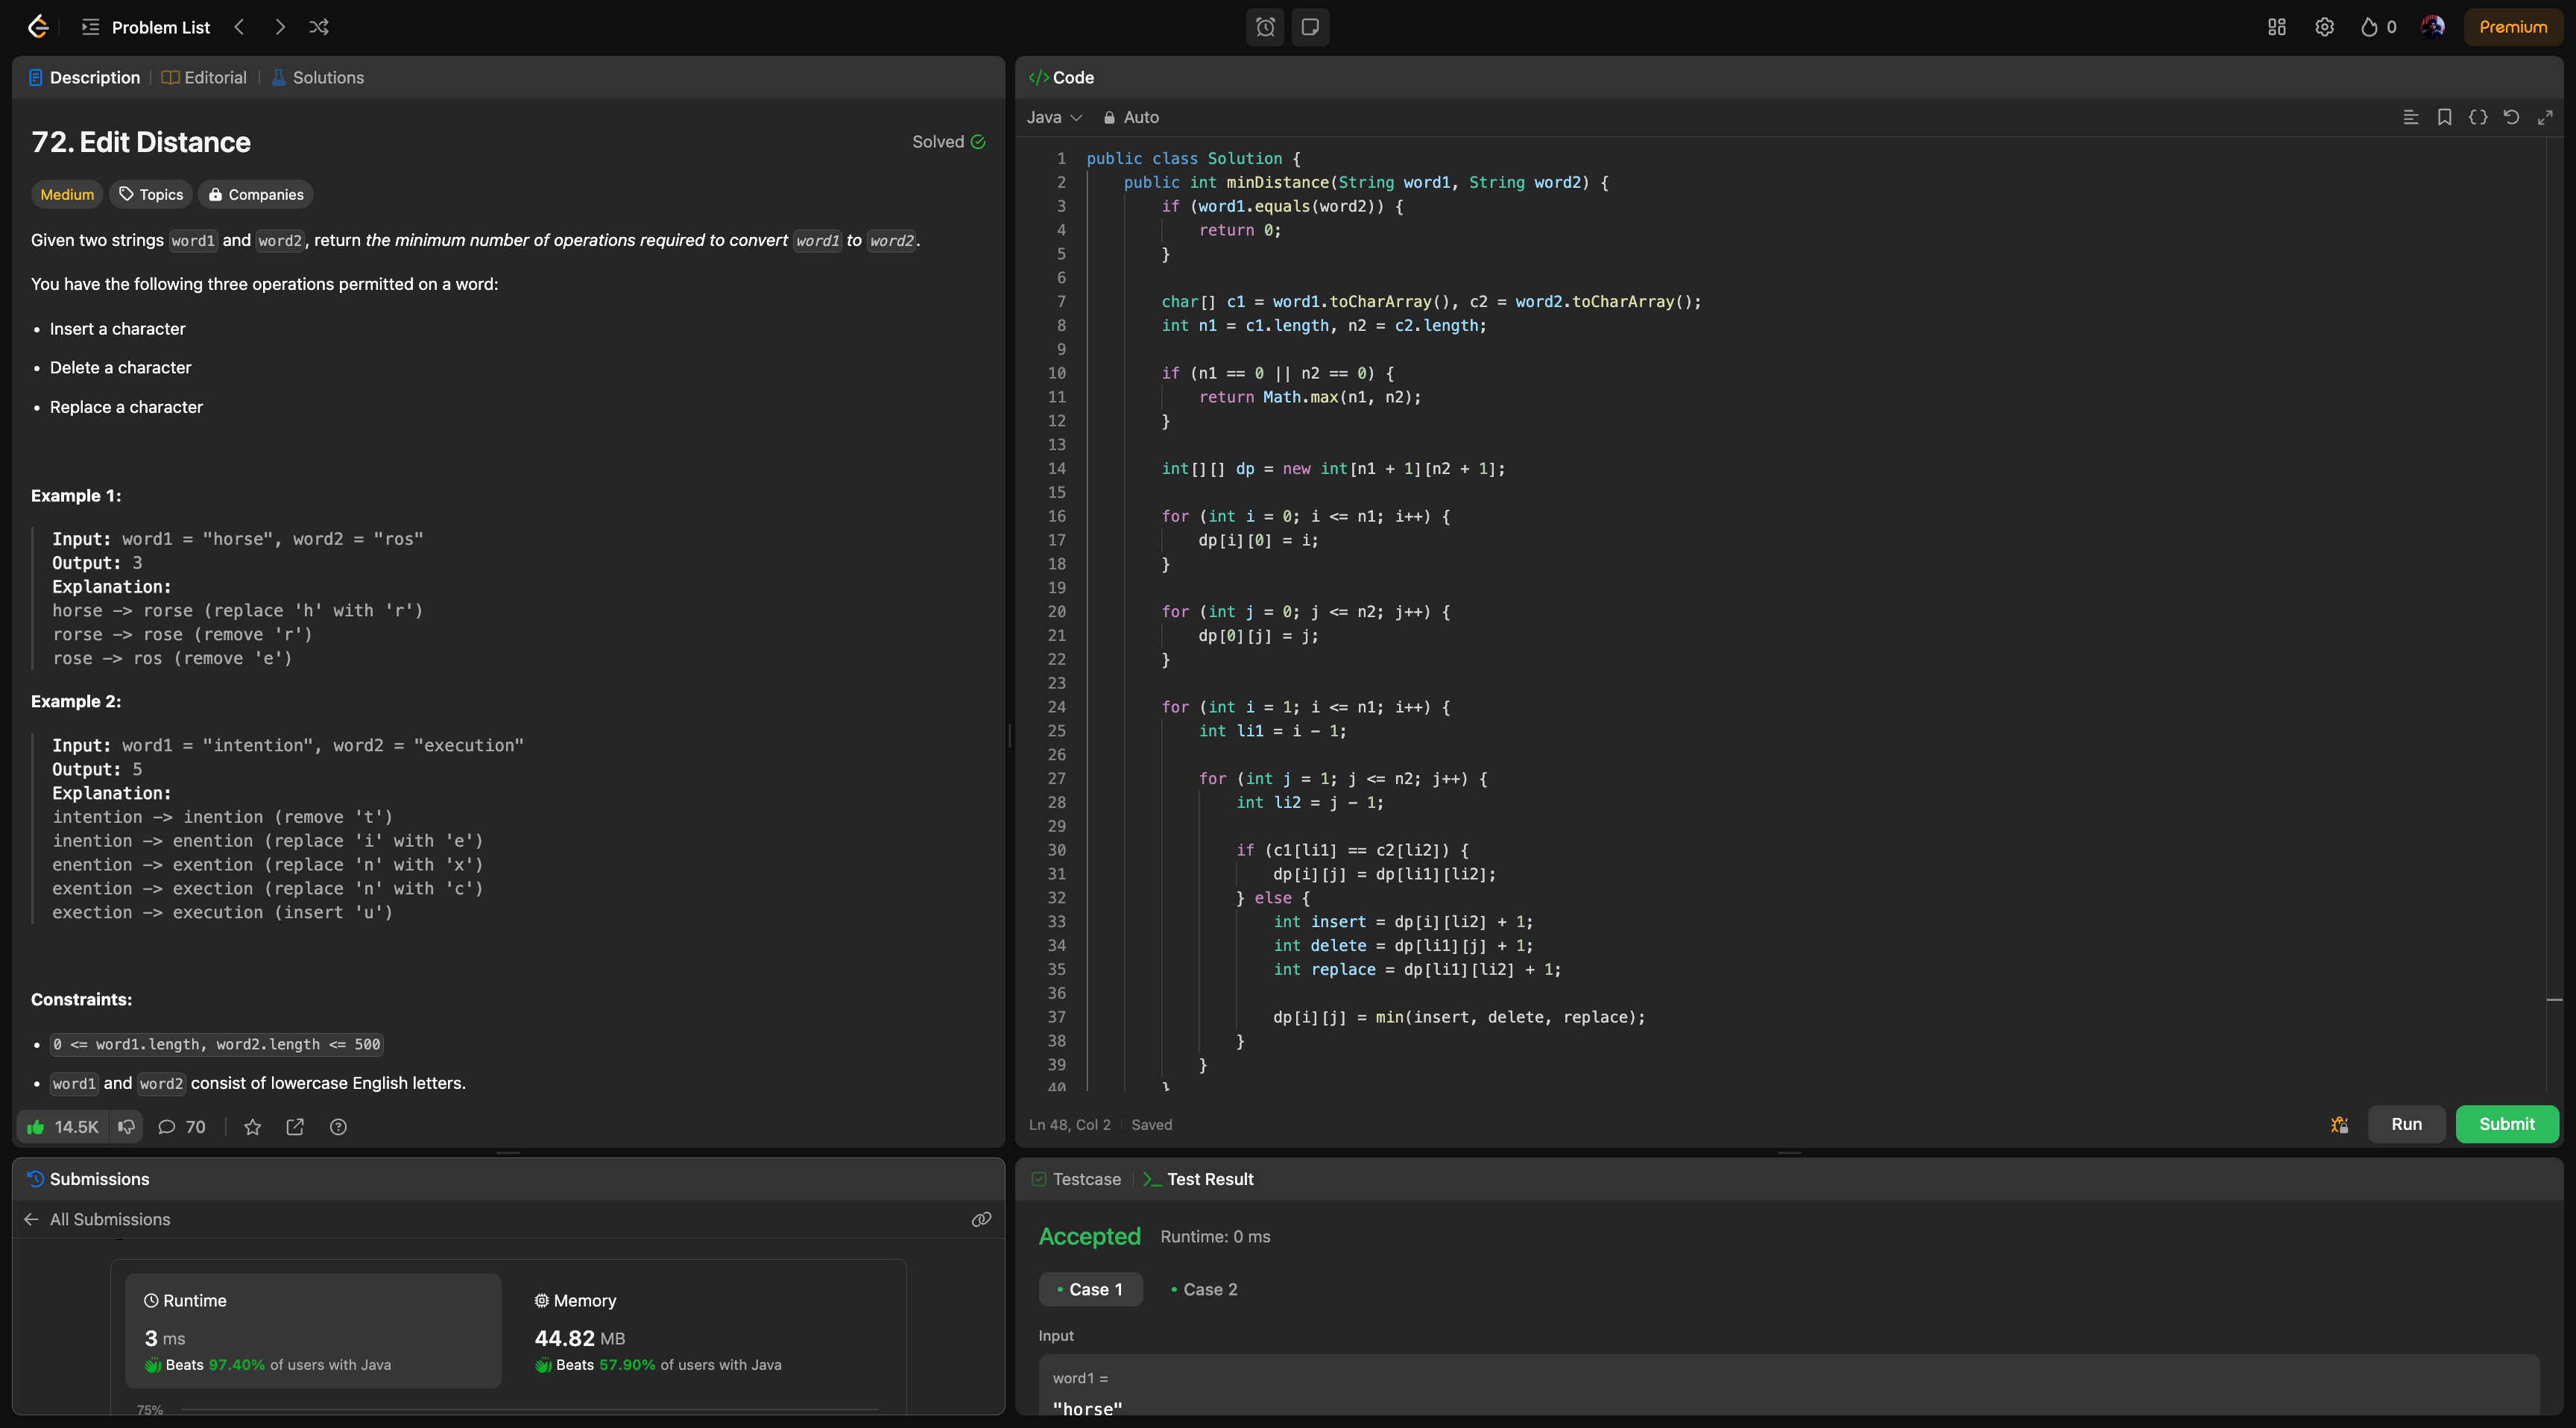 Problem List
0
Premium
Description
Editorial
Solutions
72. Edit Distance
Solved
Medium
Topics
Companies
Given two strings word1 and word2, return the minimum number of operations required to convert word1 to word2.
You have the following three operations permitted on a word:
• Insert a character
• Delete a character
• Replace a character
Example 1:
Input: word1 = "horse", word2 = "ros"
Output: 3
Explanation:
horse -> rorse (replace 'h' with 'r')
rorse -> rose (remove 'r')
rose -> ros (remove 'e')
Example 2:
Input: word1 = "intention", word2 = "execution"
Output: 5
Explanation:
intention -> inention (remove 't')
inention -> enention (replace 'i' with 'e')
enention -> exention (replace 'n' with 'x')
exention -> exection (replace 'n' with 'c')
exection -> execution (insert 'u')
Constraints:
• 0 <= word1.length, word2.length <= 500
• word1 and word2 consist of lowercase English letters.
14.5K
70
Code
Java
Auto
1 public class Solution {
2     public int minDistance(String word1, String word2) {
3         if (word1.equals(word2)) {
4             return 0;
5         }
6
7         char[] c1 = word1.toCharArray(), c2 = word2.toCharArray();
8         int n1 = c1.length, n2 = c2.length;
9
10         if (n1 == 0 || n2 == 0) {
11             return Math.max(n1, n2);
12         }
13
14         int[][] dp = new int[n1 + 1][n2 + 1];
15
16         for (int i = 0; i <= n1; i++) {
17             dp[i][0] = i;
18         }
19
20         for (int j = 0; j <= n2; j++) {
21             dp[0][j] = j;
22         }
23
24         for (int i = 1; i <= n1; i++) {
25             int li1 = i - 1;
26
27             for (int j = 1; j <= n2; j++) {
28                 int li2 = j - 1;
29
30                 if (c1[li1] == c2[li2]) {
31                     dp[i][j] = dp[li1][li2];
32                 } else {
33                     int insert = dp[i][li2] + 1;
34                     int delete = dp[li1][j] + 1;
35                     int replace = dp[li1][li2] + 1;
36
37                     dp[i][j] = min(insert, delete, replace);
38                 }
39             }
40         }
Ln 48, Col 2
Saved
Run
Submit
Submissions
All Submissions
Runtime
3 ms
Beats 97.40% of users with Java
Memory
44.82 MB
Beats 57.90% of users with Java
75%
Testcase
Test Result
Accepted
Runtime: 0 ms
• Case 1
• Case 2
Input
word1 =
"horse"